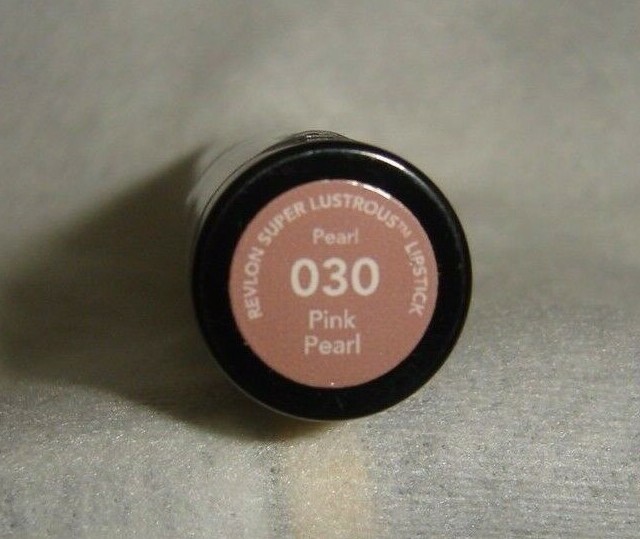 REVLON SUPER LUSTROUS™ LIPSTICK
Pearl
030
Pink
Pearl